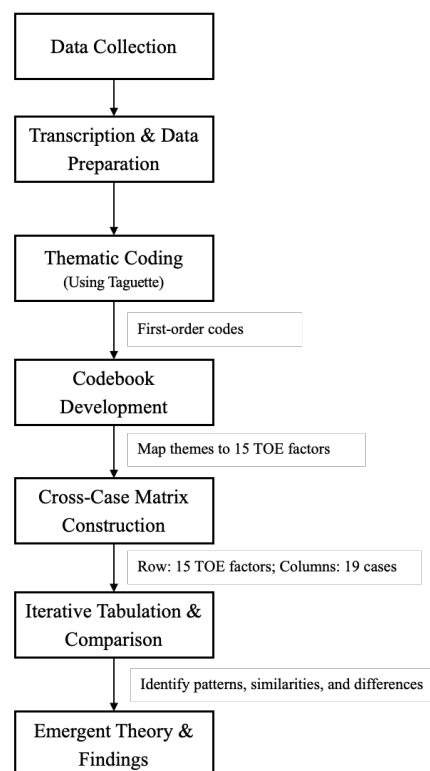 Data Collection
Transcription & Data
Preparation
Thematic Coding
(Using Taguette)
First-order codes
Codebook
Development
Map themes to 15 TOE factors
Cross-Case Matrix
Construction
Row: 15 TOE factors; Columns: 19 cases
Iterative Tabulation &
Comparison
Identify patterns, similarities, and differences
Emergent Theory &
Findings